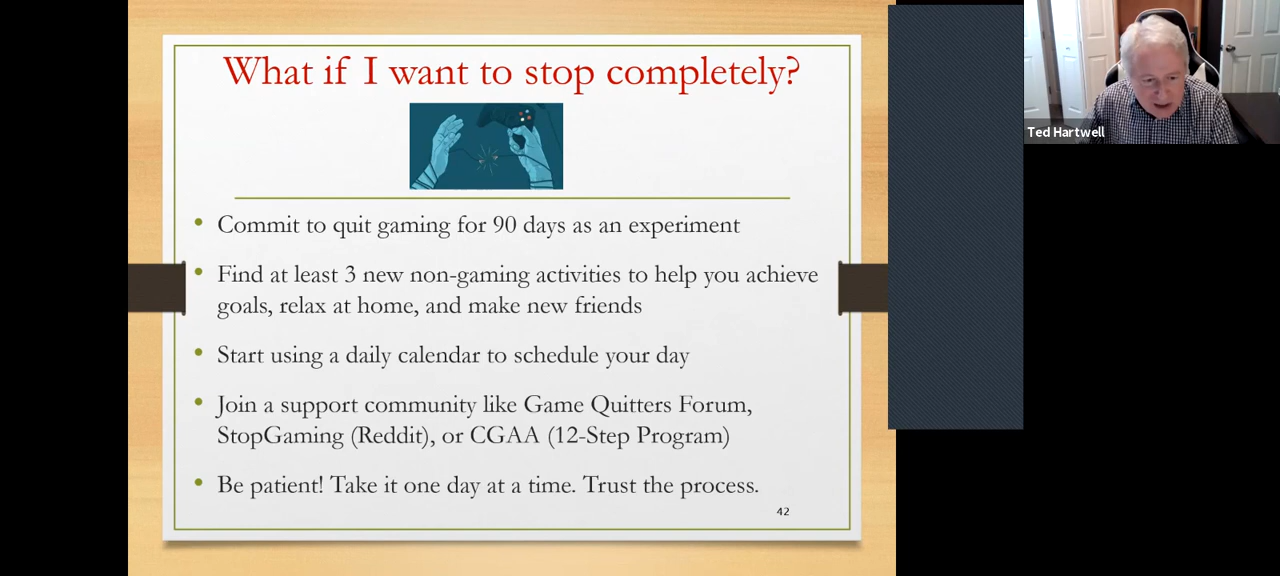 What if I want to stop completely?
• Commit to quit gaming for 90 days as an experiment
• Find at least 3 new non-gaming activities to help you achieve
goals, relax at home, and make new friends
• Start using a daily calendar to schedule your day
• Join a support community like Game Quitters Forum,
StopGaming (Reddit), or CGAA (12-Step Program)
• Be patient! Take it one day at a time. Trust the process.
42
Ted Hartwell